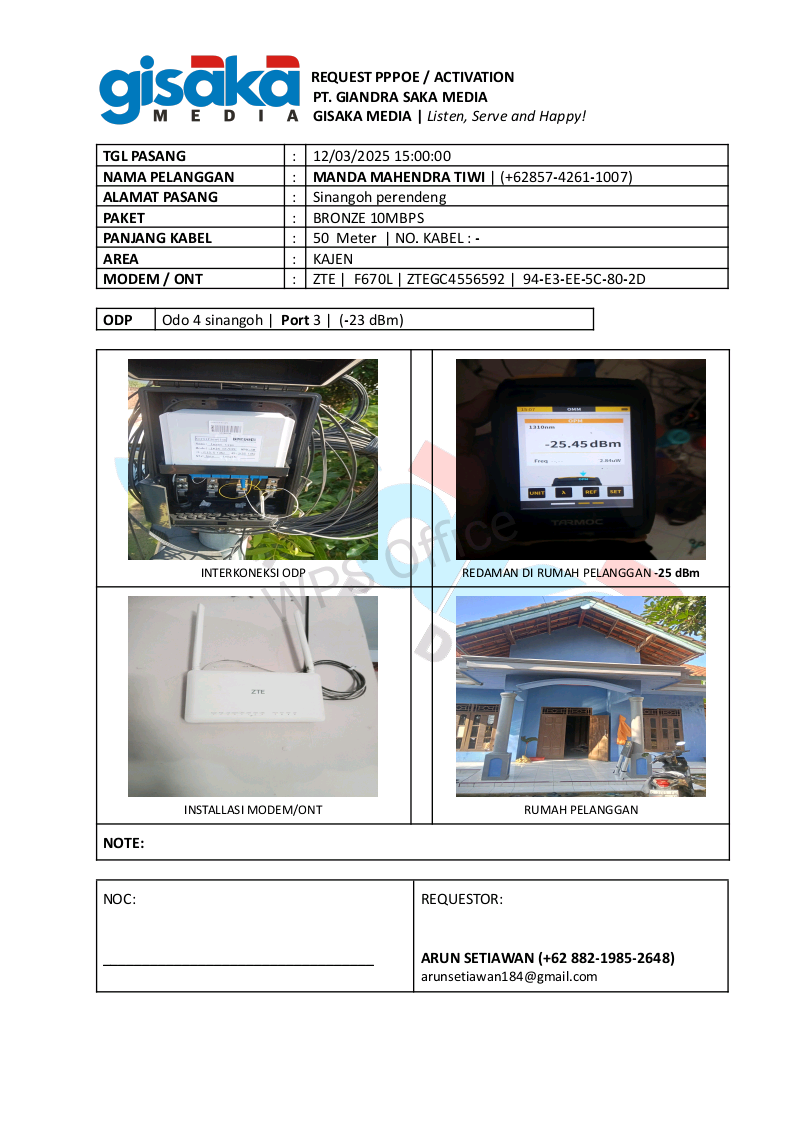 gisaka
MEDIA
REQUEST PPPOE / ACTIVATION
PT. GIANDRA SAKA MEDIA
GISAKA MEDIA | Listen, Serve and Happy!
TGL PASANG : 12/03/2025 15:00:00
NAMA PELANGGAN : MANDA MAHENDRA TIWI | (+62857-4261-1007)
ALAMAT PASANG : Sinangoh perendeng
PAKET : BRONZE 10MBPS
PANJANG KABEL : 50 Meter | NO. KABEL : -
AREA : KAJEN
MODEM / ONT : ZTE | F670L | ZTEGC4556592 | 94-E3-EE-5C-80-2D
ODP Odo 4 sinangoh | Port 3 | (-23 dBm)
OPM
1310nm
-25.45 dBm
Freq 2.84uW
UNIT λ REF SET
INTERKONEKSI ODP
REDAMAN DI RUMAH PELANGGAN -25 dBm
WPS Office
ZTE
INSTALLASI MODEM/ONT
RUMAH PELANGGAN
NOTE:
NOC:
REQUESTOR:
ARUN SETIAWAN (+62 882-1985-2648)
arunsetiawan184@gmail.com